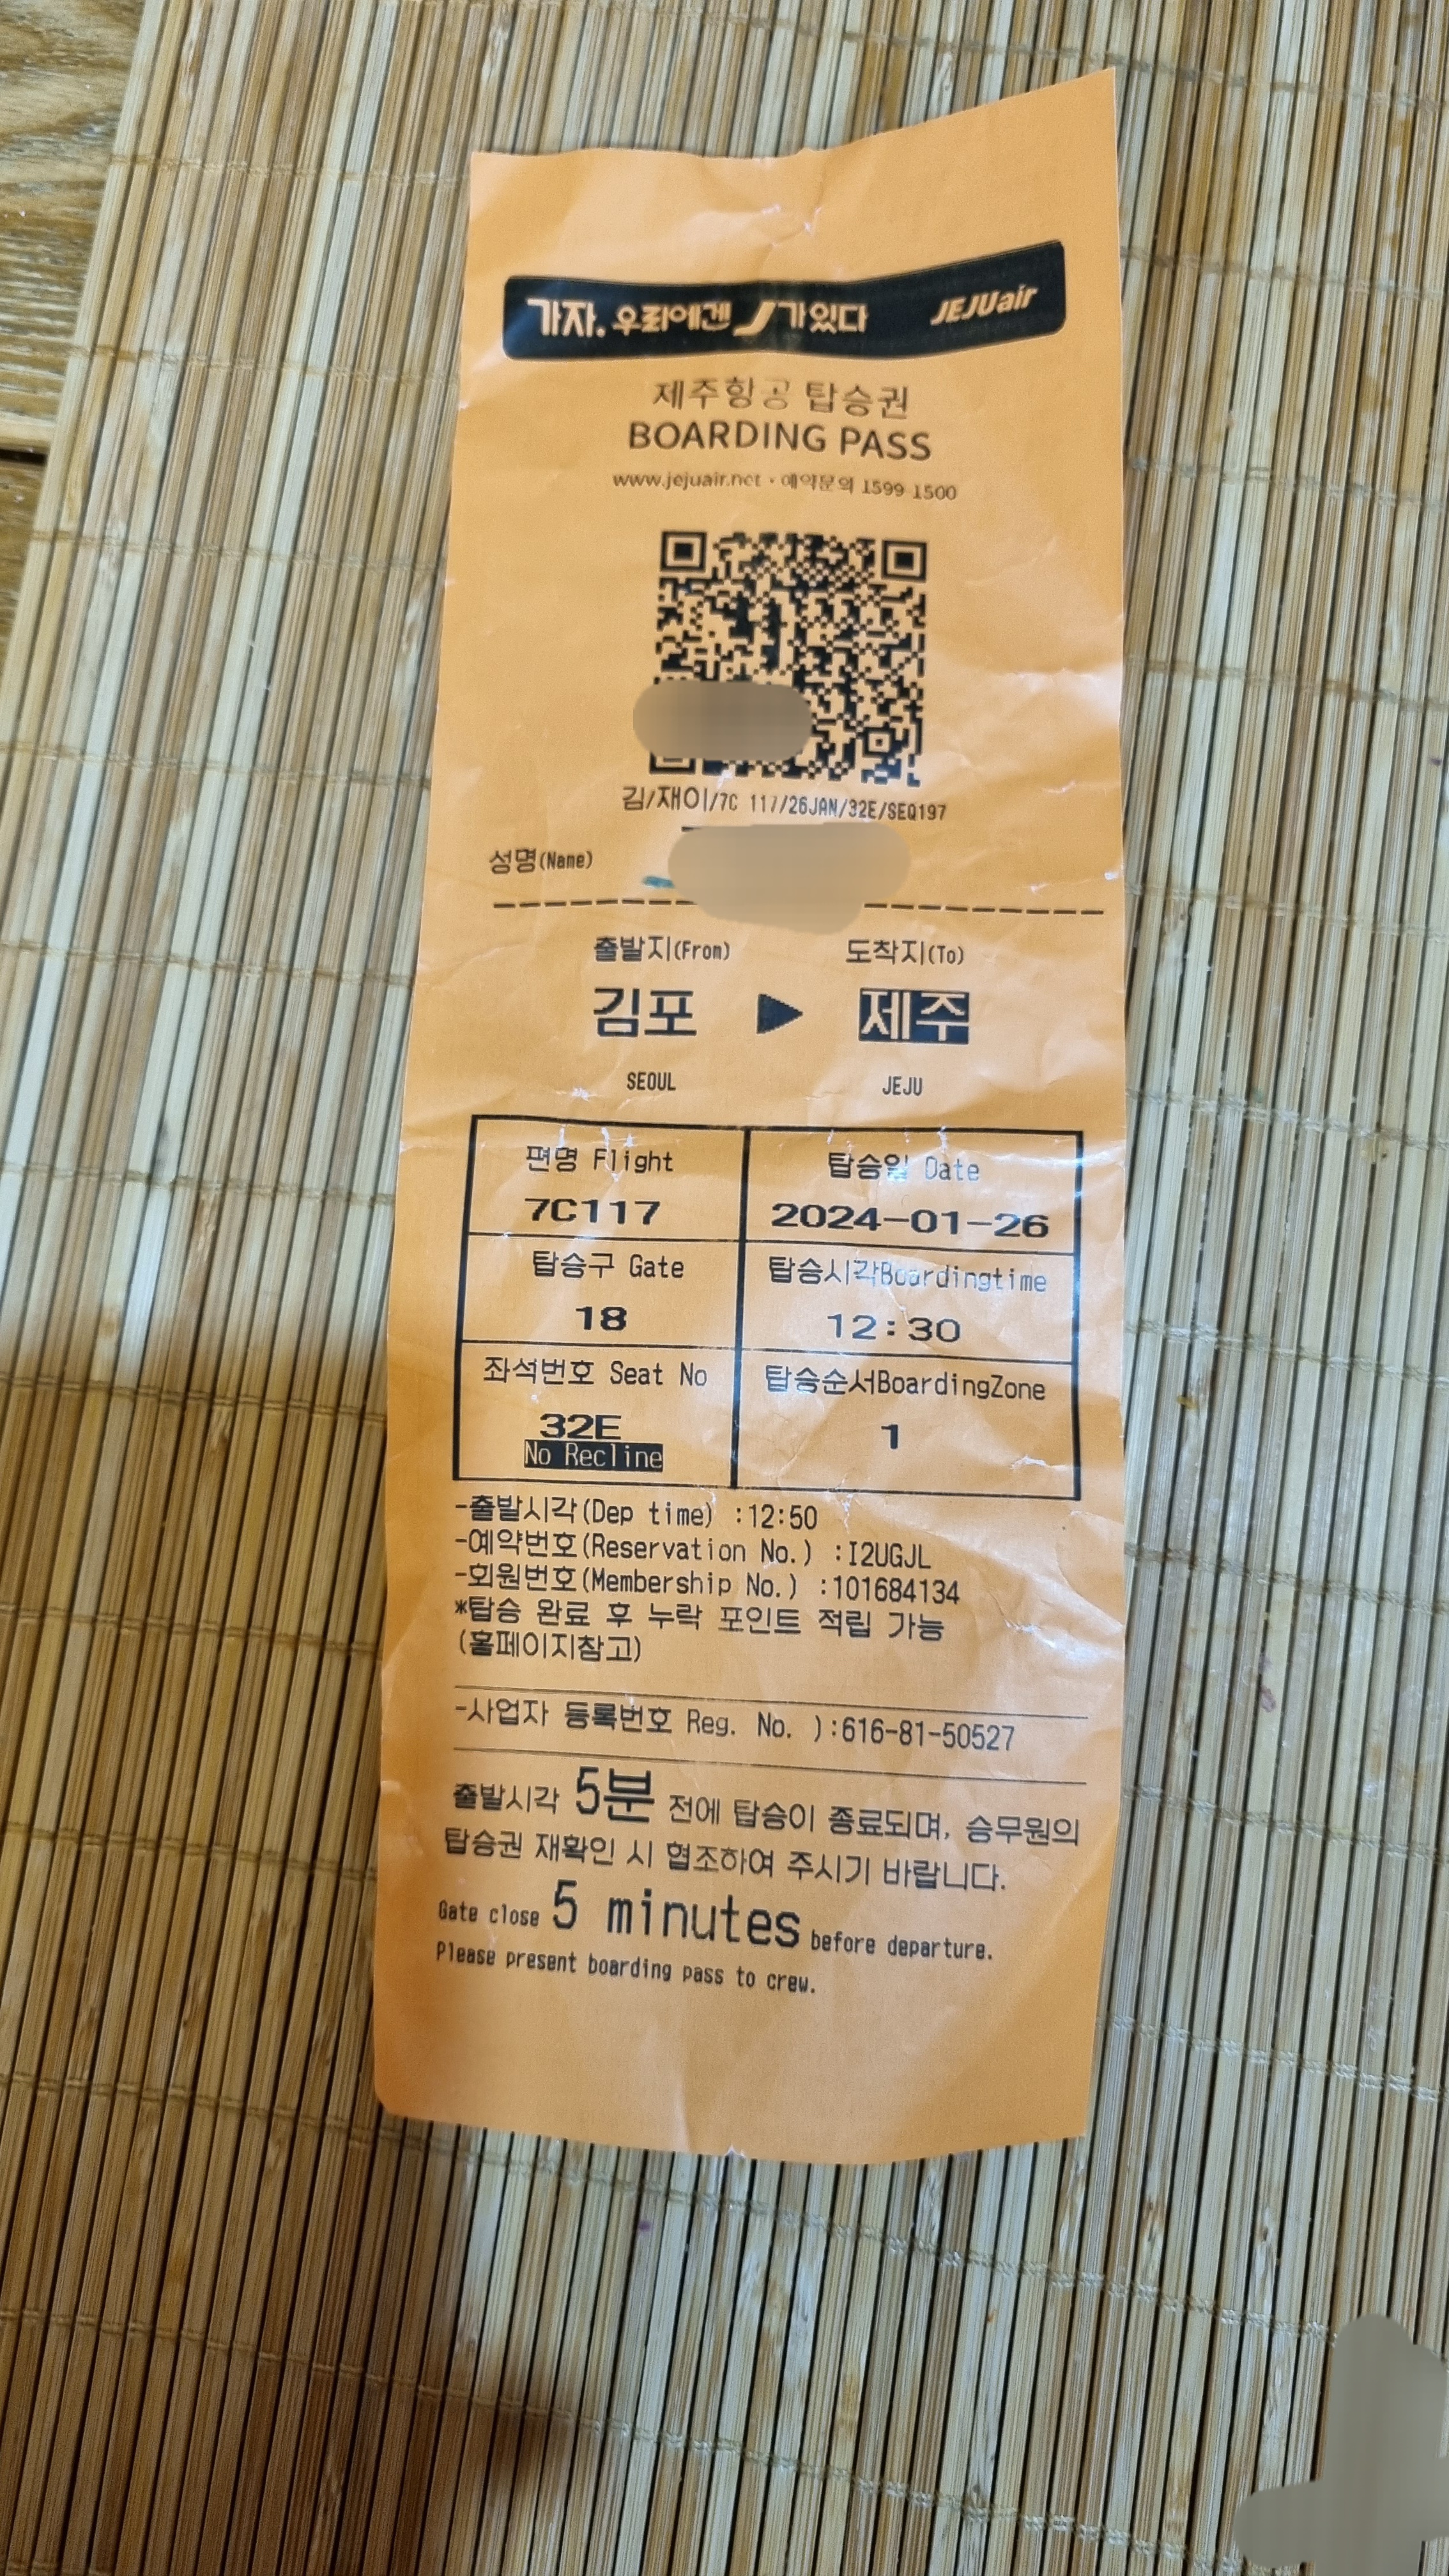 가자. 우리에겐 J가 있다 JEJUair
제주항공 탑승권
BOARDING PASS
www.jejuair.net · 예약문의 1599 1500
김/재이/7C 117/26JAN/32E/SEQ197
성명(Name)
출발지(From) 도착지(To)
김포 ▶ 제주
SEOUL JEJU
편명 Flight 탑승일 Date
7C117 2024-01-26
탑승구 Gate 탑승시각Boardingtime
18 12:30
좌석번호 Seat No 탑승순서BoardingZone
32E 1
No Recline
-출발시각(Dep time) :12:50
-예약번호(Reservation No.) :I2UGJL
-회원번호(Membership No.) :101684134
*탑승 완료 후 누락 포인트 적립 가능
(홈페이지참고)
-사업자 등록번호 Reg. No. ):616-81-50527
출발시각 5분 전에 탑승이 종료되며, 승무원의
탑승권 재확인 시 협조하여 주시기 바랍니다.
Gate close 5 minutes before departure.
Please present boarding pass to crew.